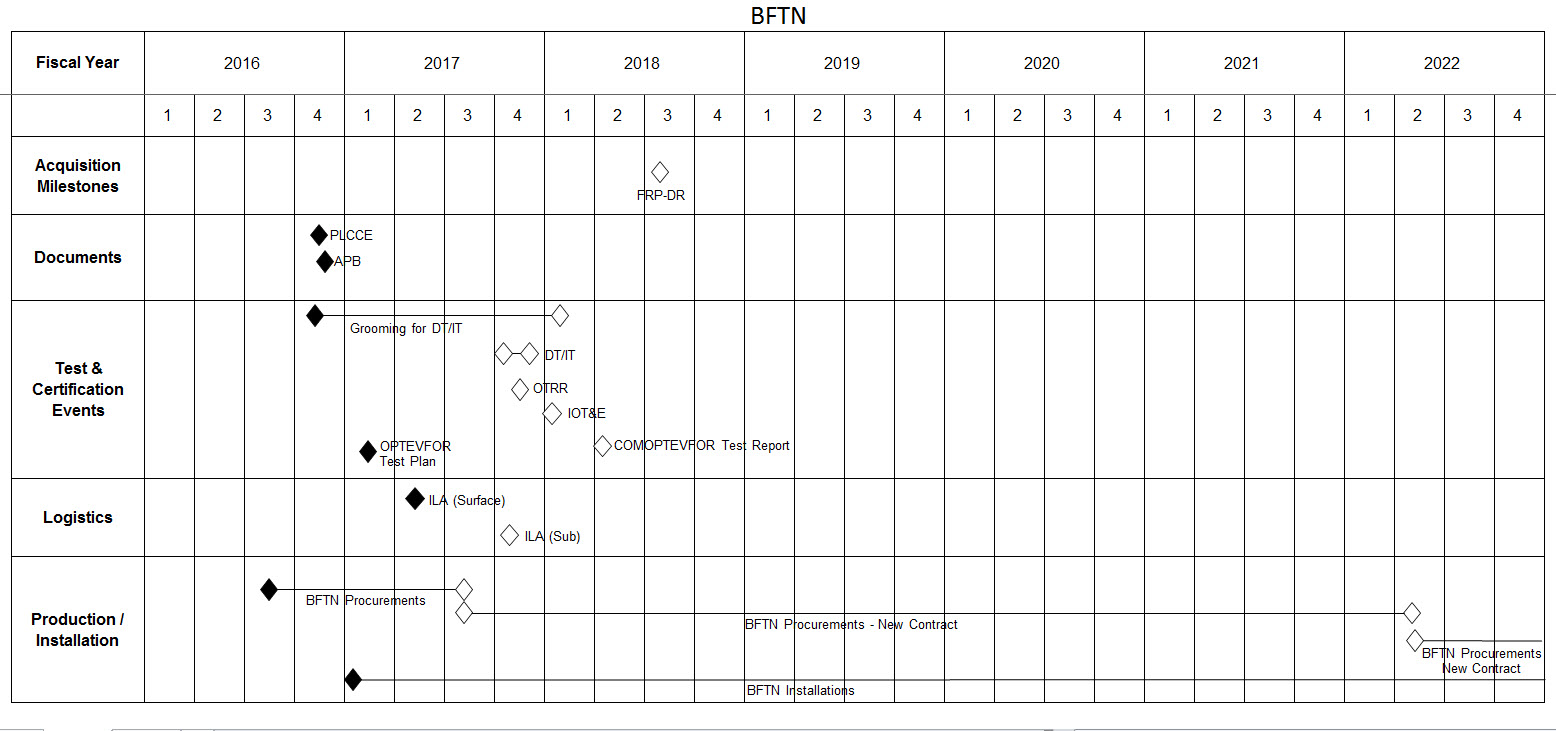 BFTN
Fiscal Year 2016 2017 2018 2019 2020 2021 2022
1 2 3 4 1 2 3 4 1 2 3 4 1 2 3 4 1 2 3 4 1 2 3 4 1 2 3 4
Acquisition
Milestones
FRP-DR
Documents
PLCCE
APB
Test &
Certification
Events
Grooming for DT/IT
DT/IT
OTRR
IOT&E
OPTEVFOR
Test Plan
COMOPTEVFOR Test Report
Logistics
ILA (Surface)
ILA (Sub)
Production /
Installation
BFTN Procurements
BFTN Procurements - New Contract
BFTN Procurements
New Contract
BFTN Installations